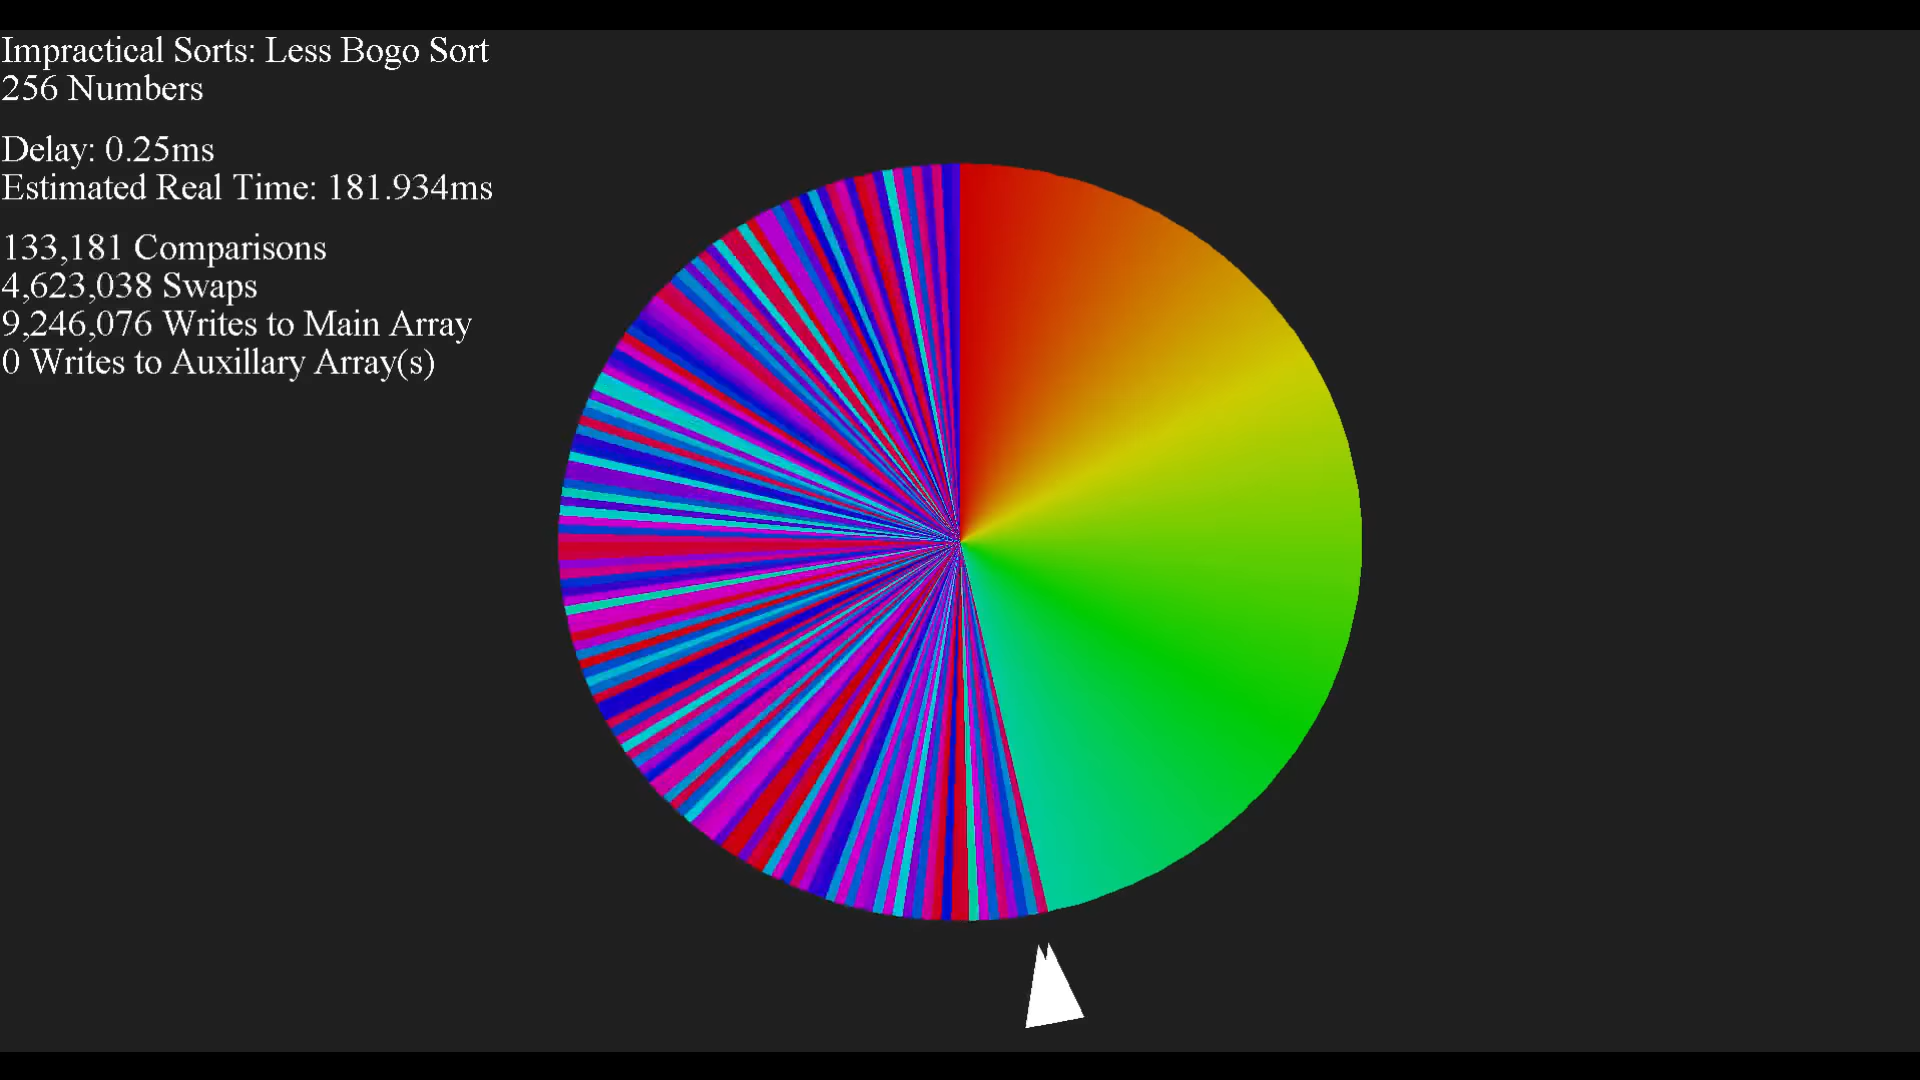 Impractical Sorts: Less Bogo Sort
256 Numbers
Delay: 0.25ms
Estimated Real Time: 181.934ms
133,181 Comparisons
4,623,038 Swaps
9,246,076 Writes to Main Array
0 Writes to Auxillary Array(s)